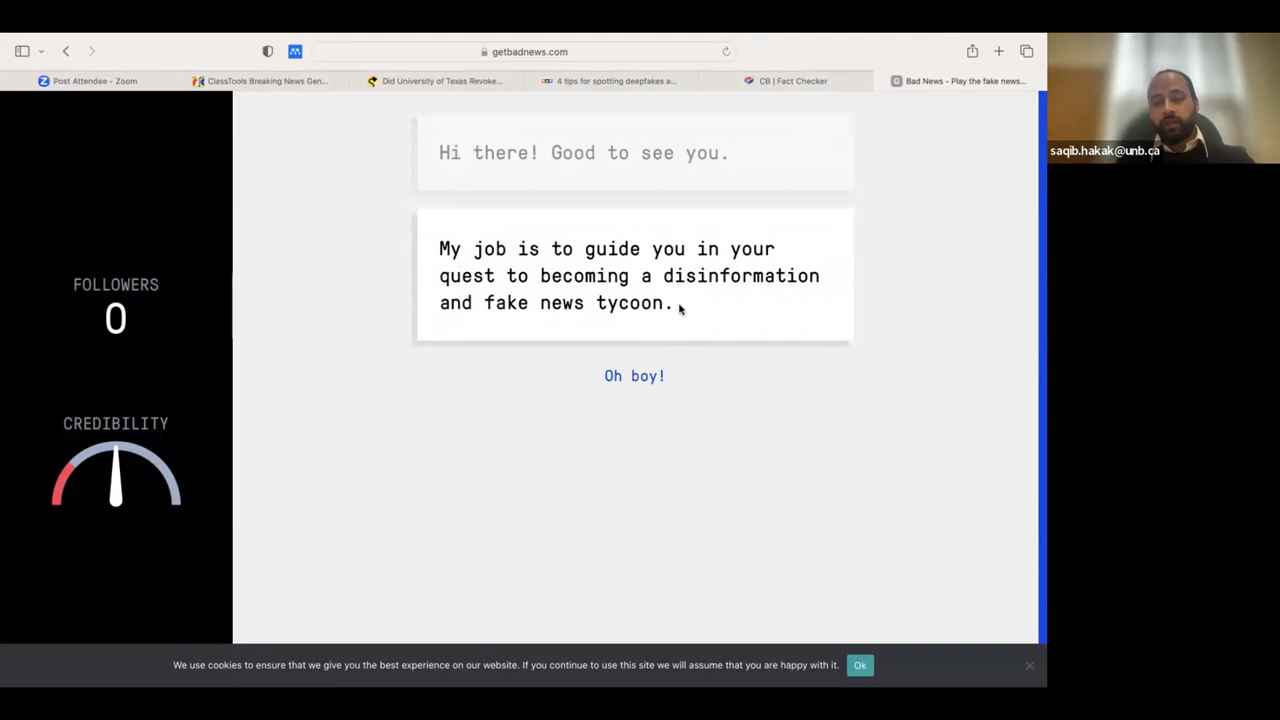 getbadnews.com
Post Attendee - Zoom
ClassTools Breaking News Gen...
Did University of Texas Revoke...
4 tips for spotting deepfakes a...
CB | Fact Checker
Bad News - Play the fake news...
saqib.hakak@unb.ca
Hi there! Good to see you.
My job is to guide you in your
quest to becoming a disinformation
and fake news tycoon.
Oh boy!
FOLLOWERS
0
CREDIBILITY
We use cookies to ensure that we give you the best experience on our website. If you continue to use this site we will assume that you are happy with it.
Ok